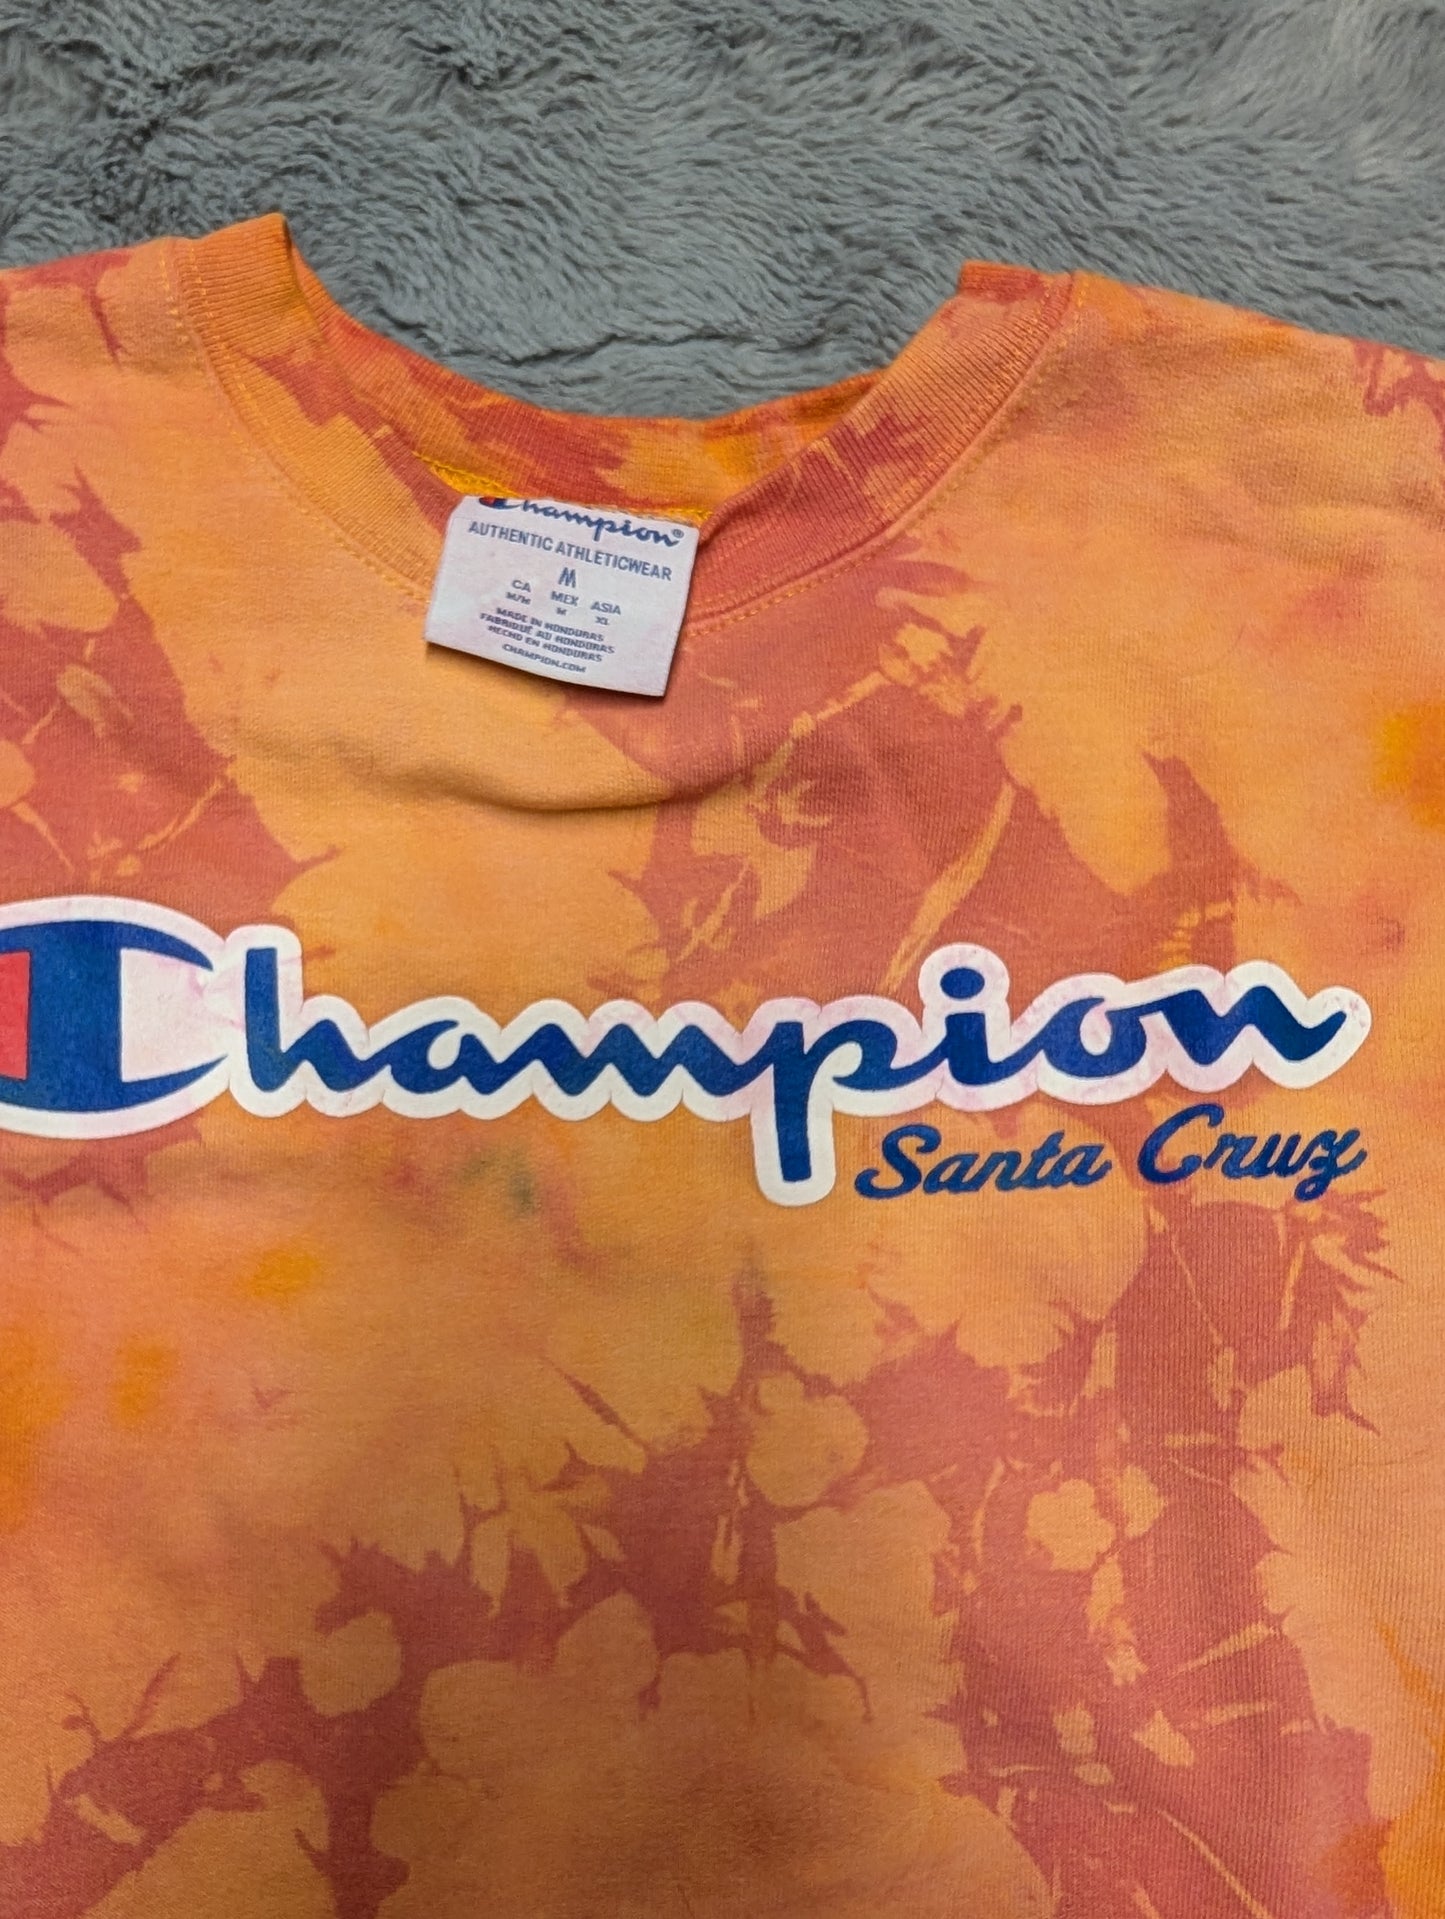 Champion®
AUTHENTIC ATHLETICWEAR
M
CA MEX ASIA
M/M M XL
MADE IN HONDURAS
FABRIQUÉ AU HONDURAS
HECHO EN HONDURAS
CHAMPION.COM
Champion
Santa Cruz